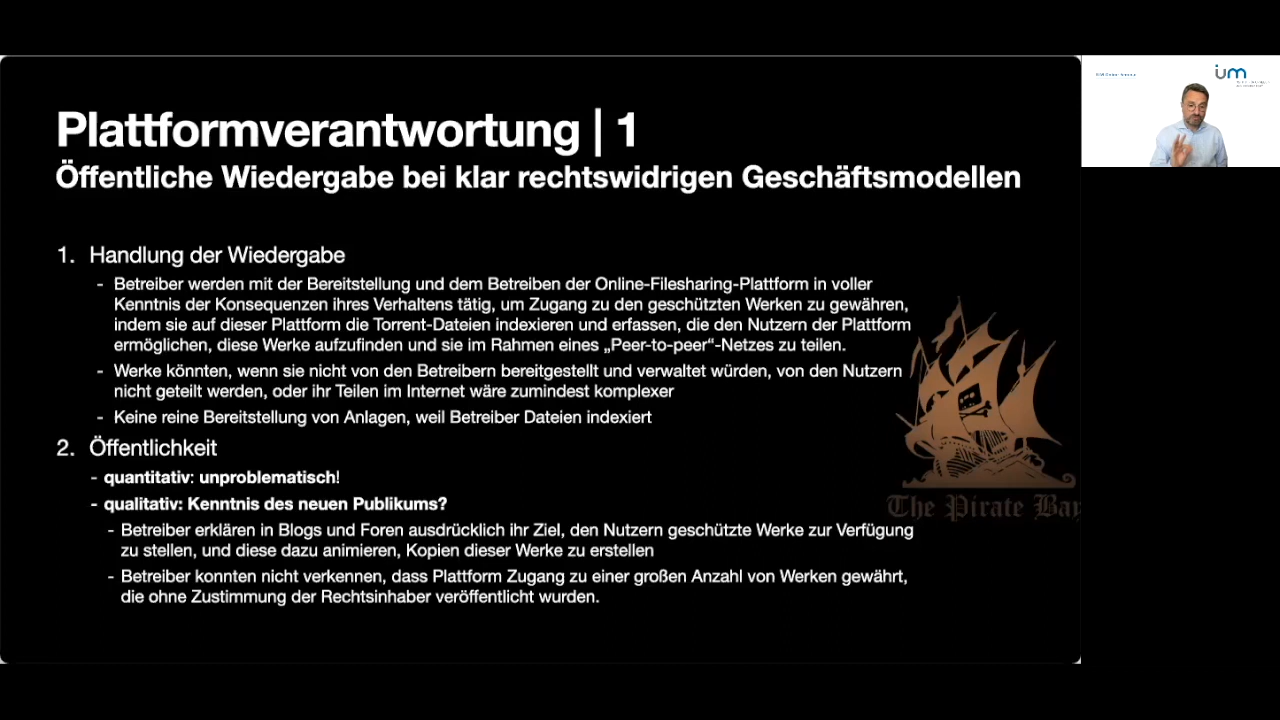 Plattformverantwortung | 1
Öffentliche Wiedergabe bei klar rechtswidrigen Geschäftsmodellen
1. Handlung der Wiedergabe
- Betreiber werden mit der Bereitstellung und dem Betreiben der Online-Filesharing-Plattform in voller
Kenntnis der Konsequenzen ihres Verhaltens tätig, um Zugang zu den geschützten Werken zu gewähren,
indem sie auf dieser Plattform die Torrent-Dateien indexieren und erfassen, die den Nutzern der Plattform
ermöglichen, diese Werke aufzufinden und sie im Rahmen eines „Peer-to-peer“-Netzes zu teilen.
- Werke könnten, wenn sie nicht von den Betreibern bereitgestellt und verwaltet würden, von den Nutzern
nicht geteilt werden, oder ihr Teilen im Internet wäre zumindest komplexer
- Keine reine Bereitstellung von Anlagen, weil Betreiber Dateien indexiert
2. Öffentlichkeit
- quantitativ: unproblematisch!
- qualitativ: Kenntnis des neuen Publikums?
- Betreiber erklären in Blogs und Foren ausdrücklich ihr Ziel, den Nutzern geschützte Werke zur Verfügung
zu stellen, und diese dazu animieren, Kopien dieser Werke zu erstellen
- Betreiber konnten nicht verkennen, dass Plattform Zugang zu einer großen Anzahl von Werken gewährt,
die ohne Zustimmung der Rechtsinhaber veröffentlicht wurden.
The Pirate Bay
um